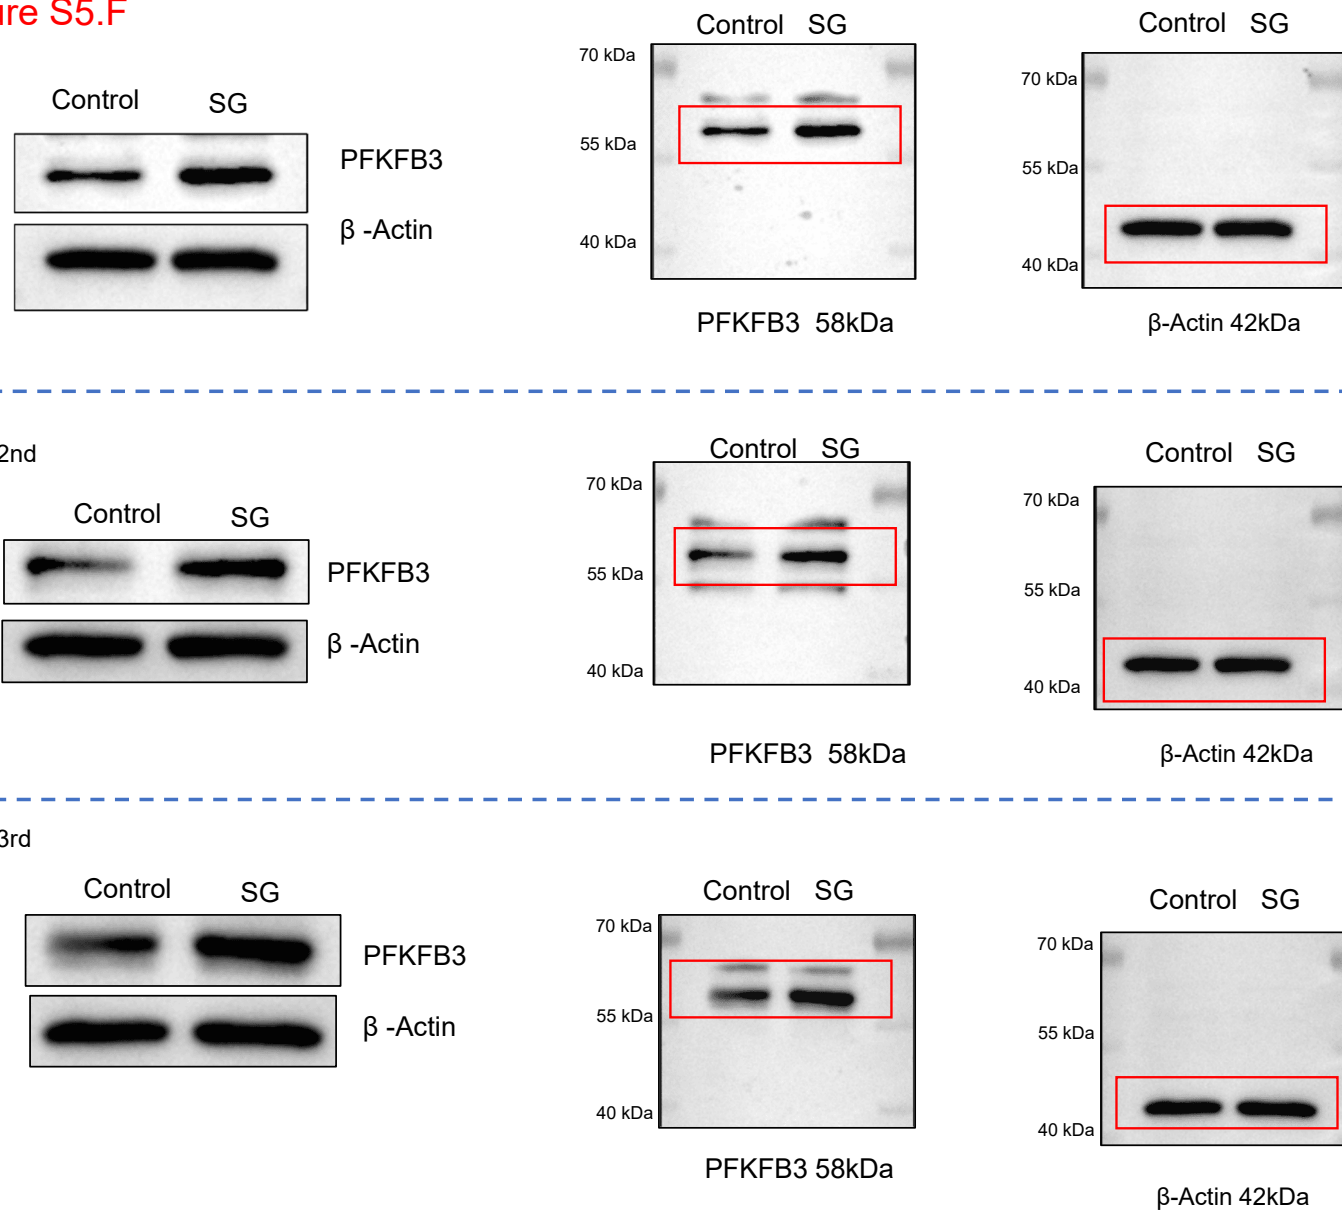 ure S5.F
Control SG
PFKFB3
β -Actin
Control SG
70 kDa
55 kDa
40 kDa
PFKFB3 58kDa
Control SG
70 kDa
55 kDa
40 kDa
β-Actin 42kDa
2nd
Control SG
PFKFB3
β -Actin
Control SG
70 kDa
55 kDa
40 kDa
PFKFB3 58kDa
Control SG
70 kDa
55 kDa
40 kDa
β-Actin 42kDa
3rd
Control SG
PFKFB3
β -Actin
Control SG
70 kDa
55 kDa
40 kDa
PFKFB3 58kDa
Control SG
70 kDa
55 kDa
40 kDa
β-Actin 42kDa